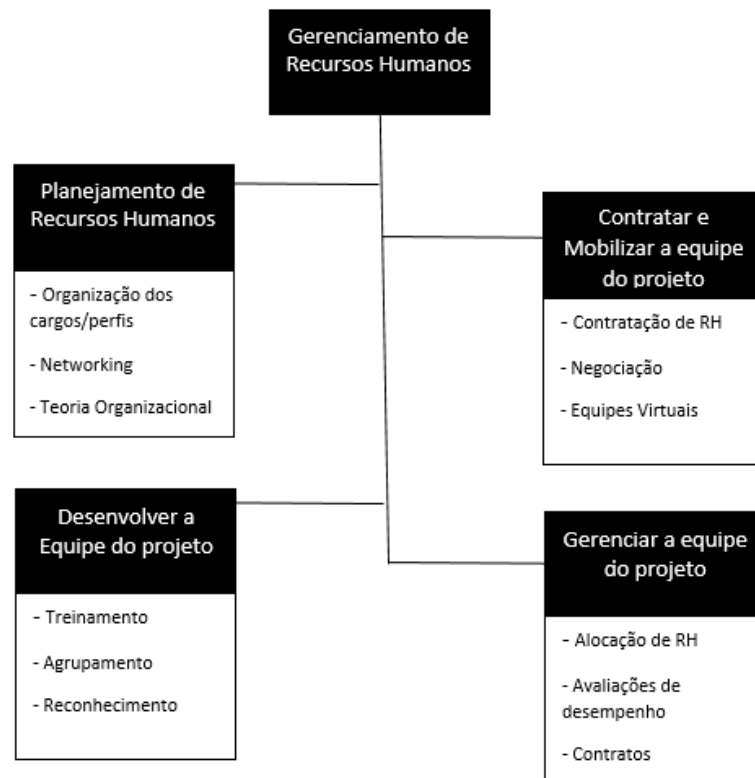 Gerenciamento de
Recursos Humanos
Planejamento de
Recursos Humanos
- Organização dos
cargos/perfis
- Networking
- Teoria Organizacional
Contratar e
Mobilizar a equipe
do projeto
- Contratação de RH
- Negociação
- Equipes Virtuais
Desenvolver a
Equipe do projeto
- Treinamento
- Agrupamento
- Reconhecimento
Gerenciar a equipe
do projeto
- Alocação de RH
- Avaliações de
desempenho
- Contratos